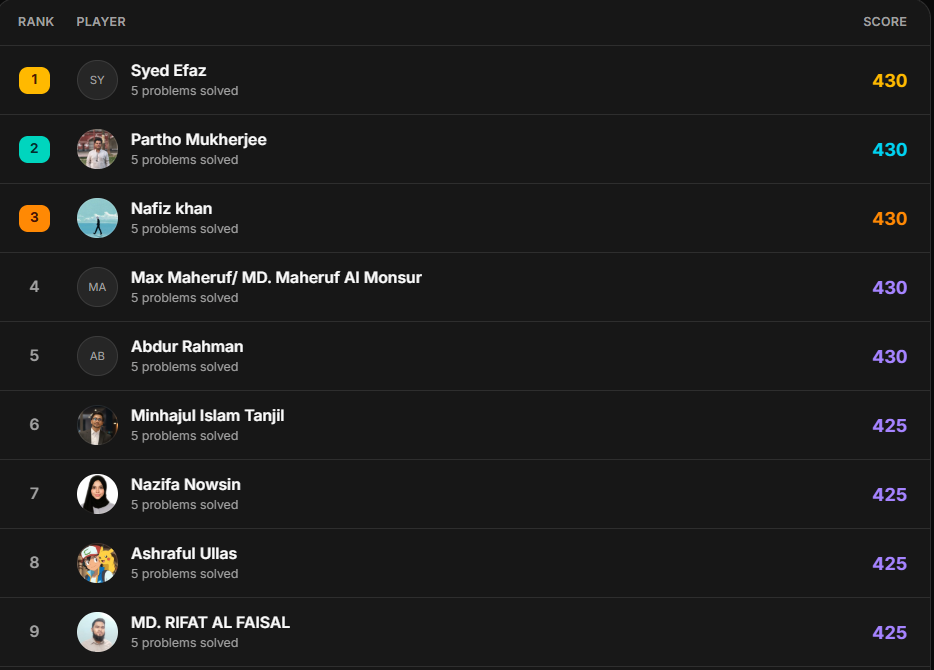 RANK PLAYER SCORE
1 SY Syed Efaz 430
5 problems solved
2 Partho Mukherjee 430
5 problems solved
3 Nafiz khan 430
5 problems solved
4 MA Max Maheruf/ MD. Maheruf Al Monsur 430
5 problems solved
5 AB Abdur Rahman 430
5 problems solved
6 Minhajul Islam Tanjil 425
5 problems solved
7 Nazifa Nowsin 425
5 problems solved
8 Ashraful Ullas 425
5 problems solved
9 MD. RIFAT AL FAISAL 425
5 problems solved